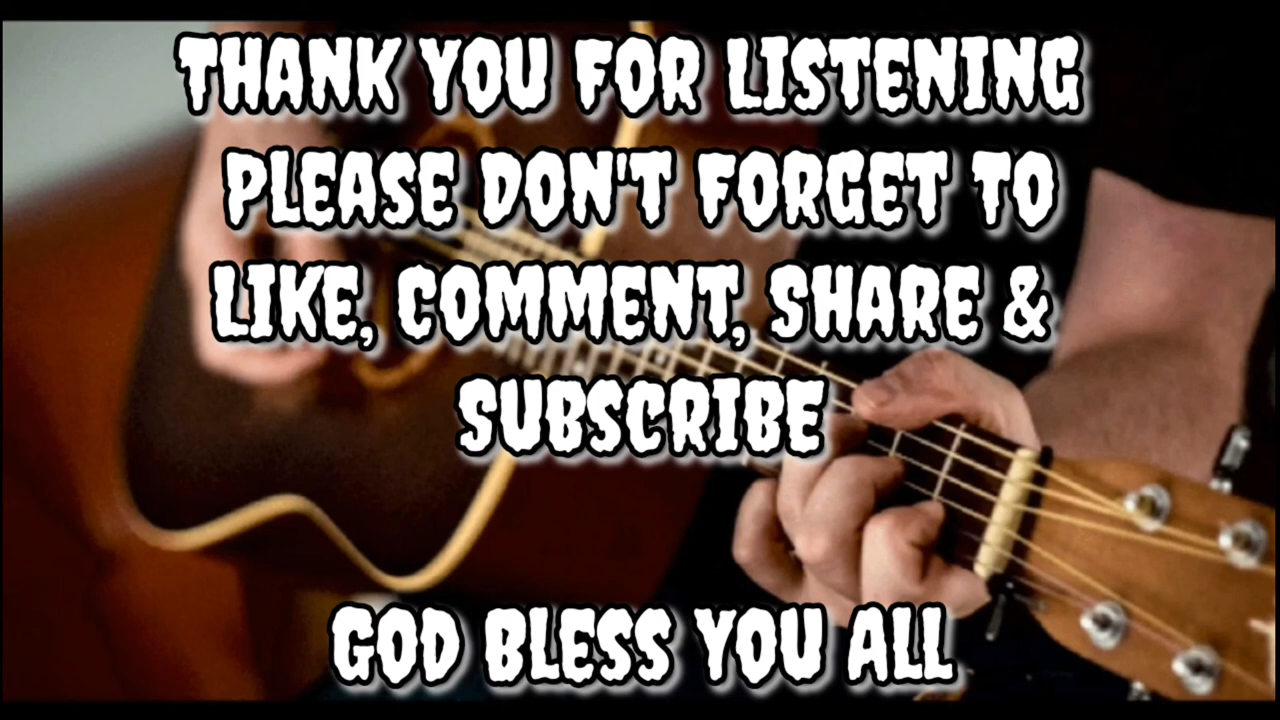 THANK YOU FOR LISTENING
PLEASE DON'T FORGET TO
LIKE, COMMENT, SHARE &
SUBSCRIBE
GOD BLESS YOU ALL